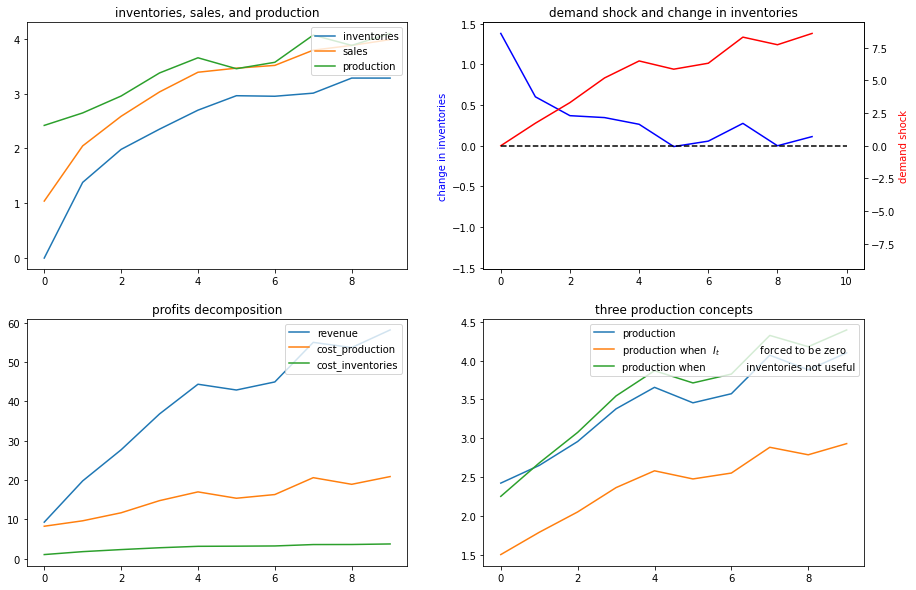 inventories, sales, and production
inventories
sales
production
4
3
2
1
0
0 2 4 6 8
demand shock and change in inventories
change in inventories
demand shock
1.5
1.0
0.5
0.0
−0.5
−1.0
−1.5
7.5
5.0
2.5
0.0
−2.5
−5.0
−7.5
0 2 4 6 8 10
profits decomposition
revenue
cost_production
cost_inventories
60
50
40
30
20
10
0
0 2 4 6 8
three production concepts
production
production when I_t forced to be zero
production when inventories not useful
4.5
4.0
3.5
3.0
2.5
2.0
1.5
0 2 4 6 8